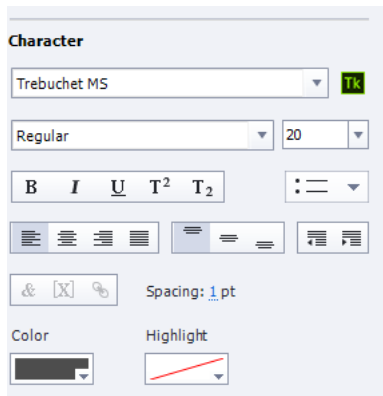 Character
Trebuchet MS Tk
Regular 20
B I U T² T₂
& [X]
Spacing: 1 pt
Color Highlight